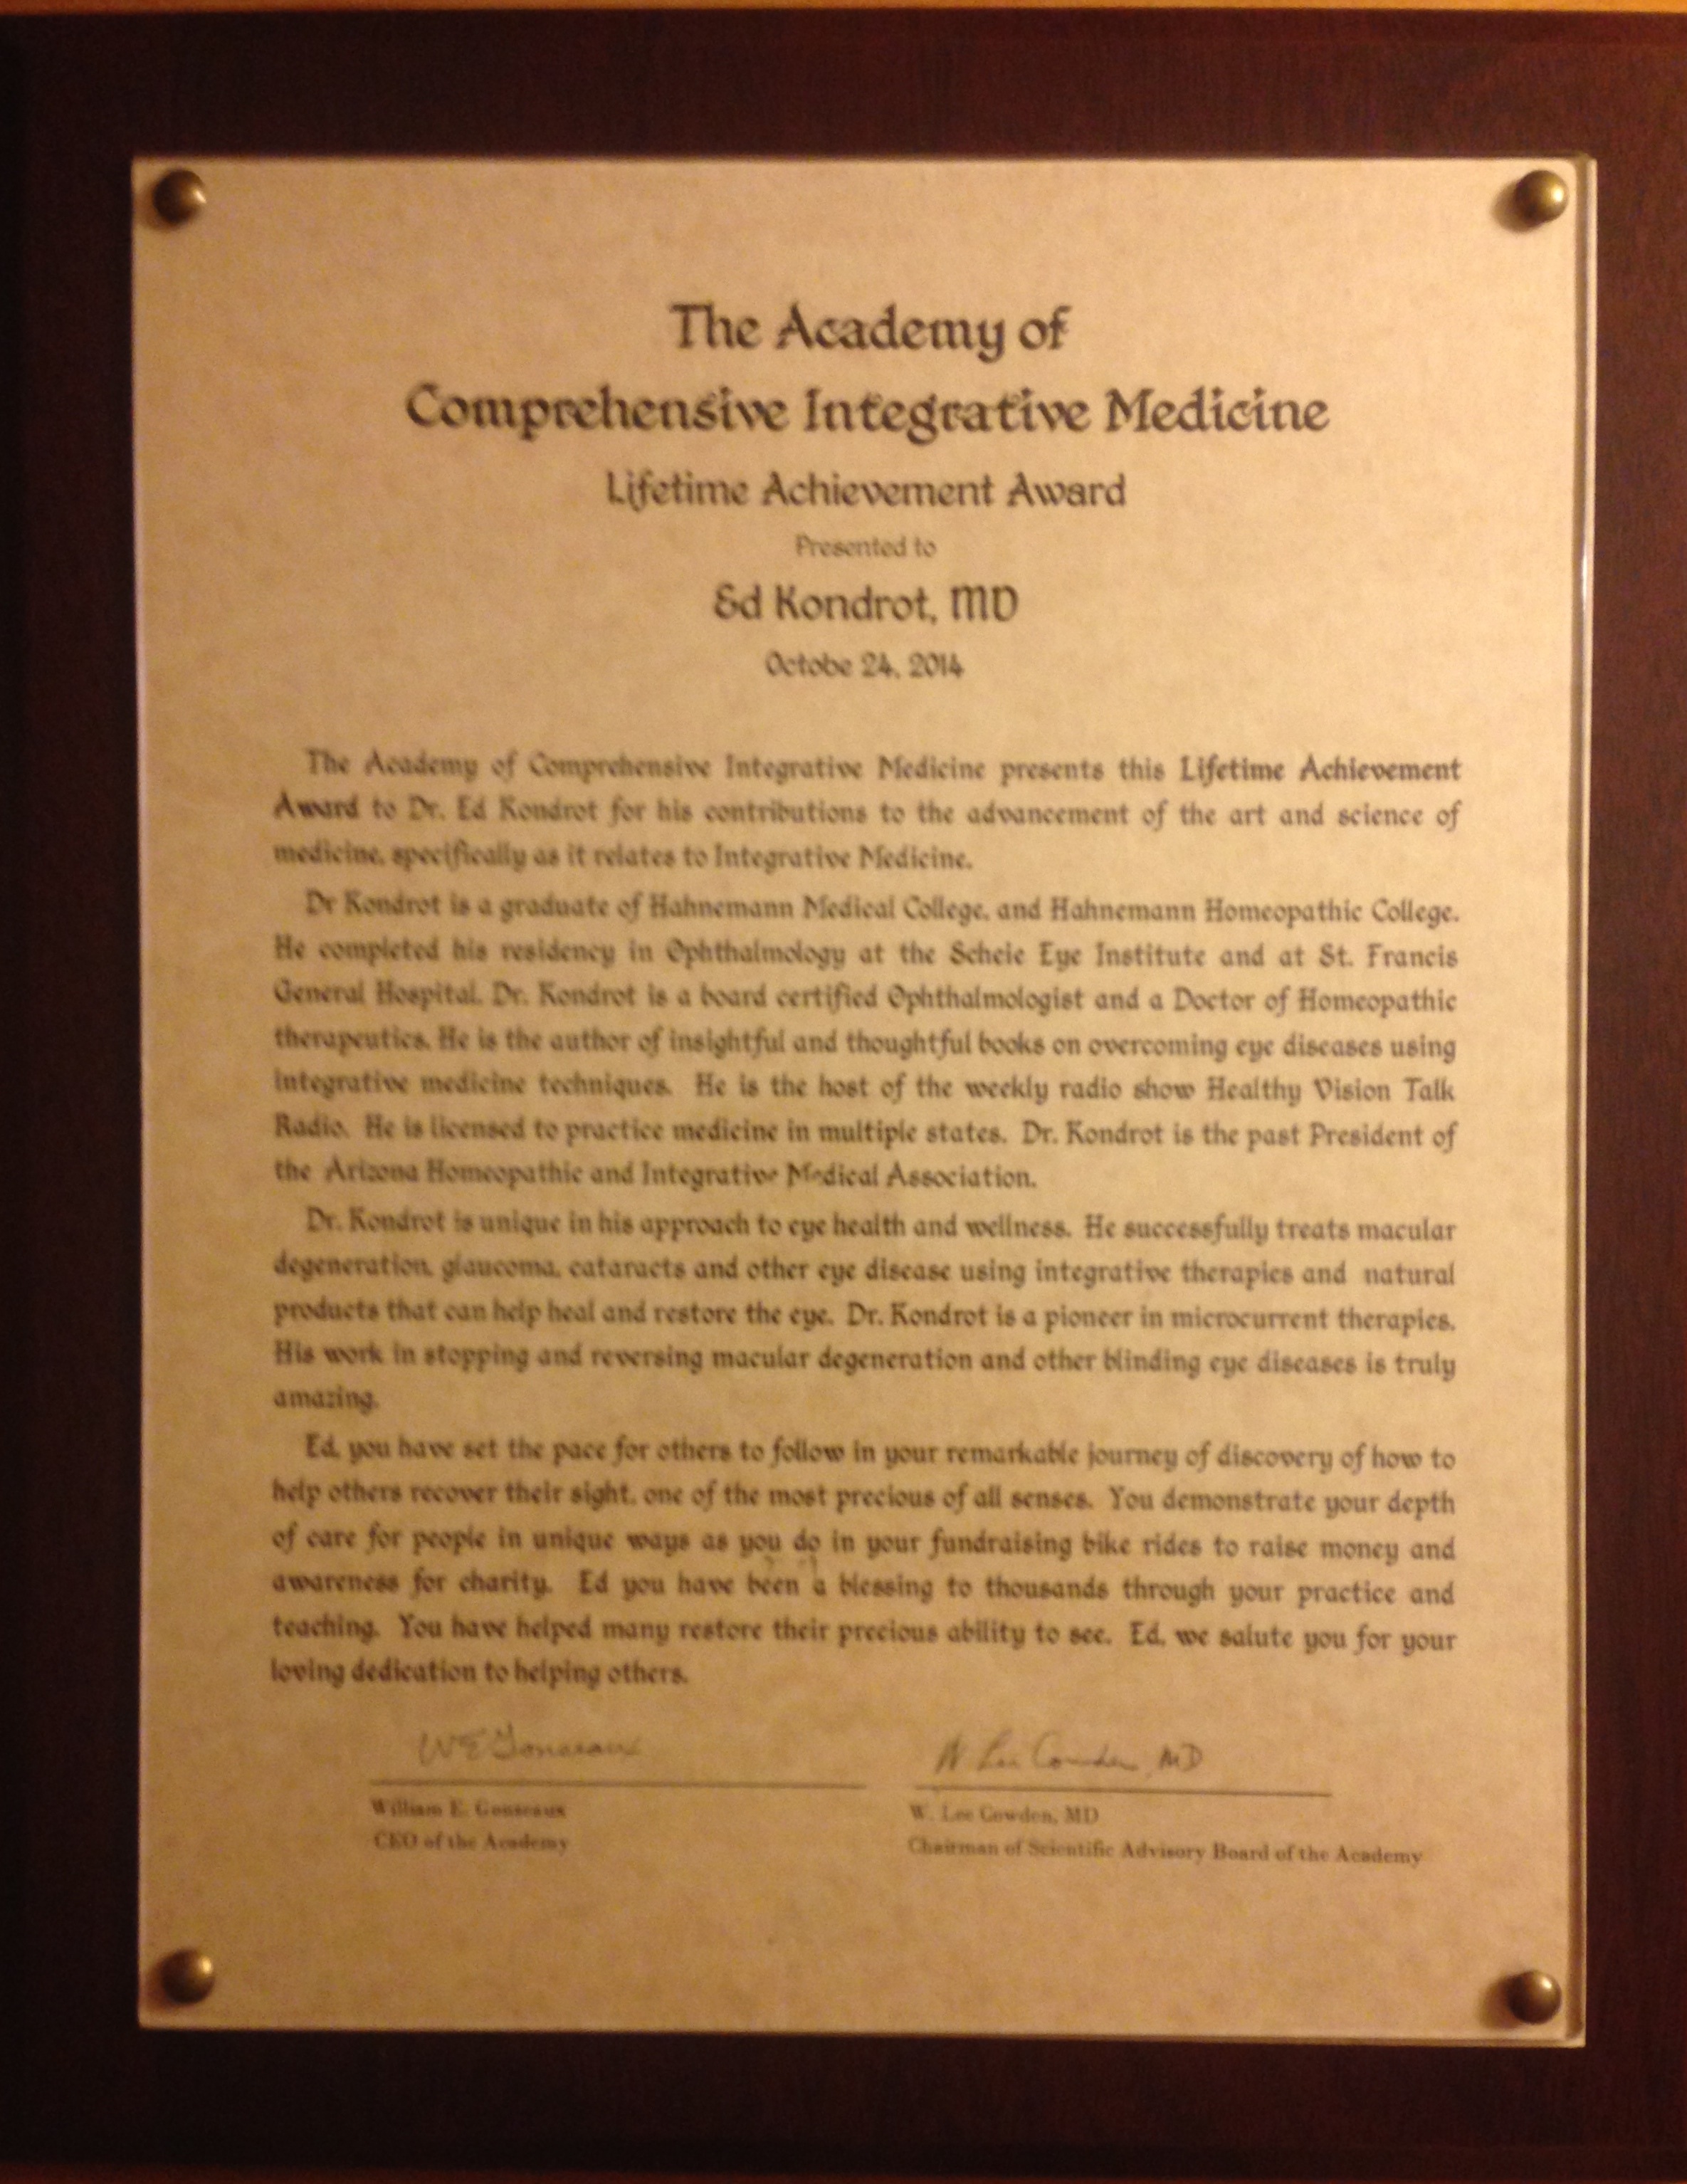 The Academy of
Comprehensive Integrative Medicine
Lifetime Achievement Award
Presented to
Ed Kondrot, MD
Octobe 24, 2014
The Academy of Comprehensive Integrative Medicine presents this Lifetime Achievement
Award to Dr. Ed Kondrot for his contributions to the advancement of the art and science of
medicine, specifically as it relates to Integrative Medicine.
Dr Kondrot is a graduate of Hahnemann Medical College, and Hahnemann Homeopathic College.
He completed his residency in Ophthalmology at the Scheie Eye Institute and at St. Francis
General Hospital. Dr. Kondrot is a board certified Ophthalmologist and a Doctor of Homeopathic
therapeutics. He is the author of insightful and thoughtful books on overcoming eye diseases using
integrative medicine techniques. He is the host of the weekly radio show Healthy Vision Talk
Radio. He is licensed to practice medicine in multiple states. Dr. Kondrot is the past President of
the Arizona Homeopathic and Integrative Medical Association.
Dr. Kondrot is unique in his approach to eye health and wellness. He successfully treats macular
degeneration, glaucoma, cataracts and other eye disease using integrative therapies and natural
products that can help heal and restore the eye. Dr. Kondrot is a pioneer in microcurrent therapies.
His work in stopping and reversing macular degeneration and other blinding eye diseases is truly
amazing.
Ed, you have set the pace for others to follow in your remarkable journey of discovery of how to
help others recover their sight, one of the most precious of all senses. You demonstrate your depth
of care for people in unique ways as you do in your fundraising bike rides to raise money and
awareness for charity. Ed you have been a blessing to thousands through your practice and
teaching. You have helped many restore their precious ability to see. Ed, we salute you for your
loving dedication to helping others.
WE Gonseaux
W Lee Cowden, MD
William E. Gonseaux
W. Lee Cowden, MD
CEO of the Academy
Chairman of Scientific Advisory Board of the Academy